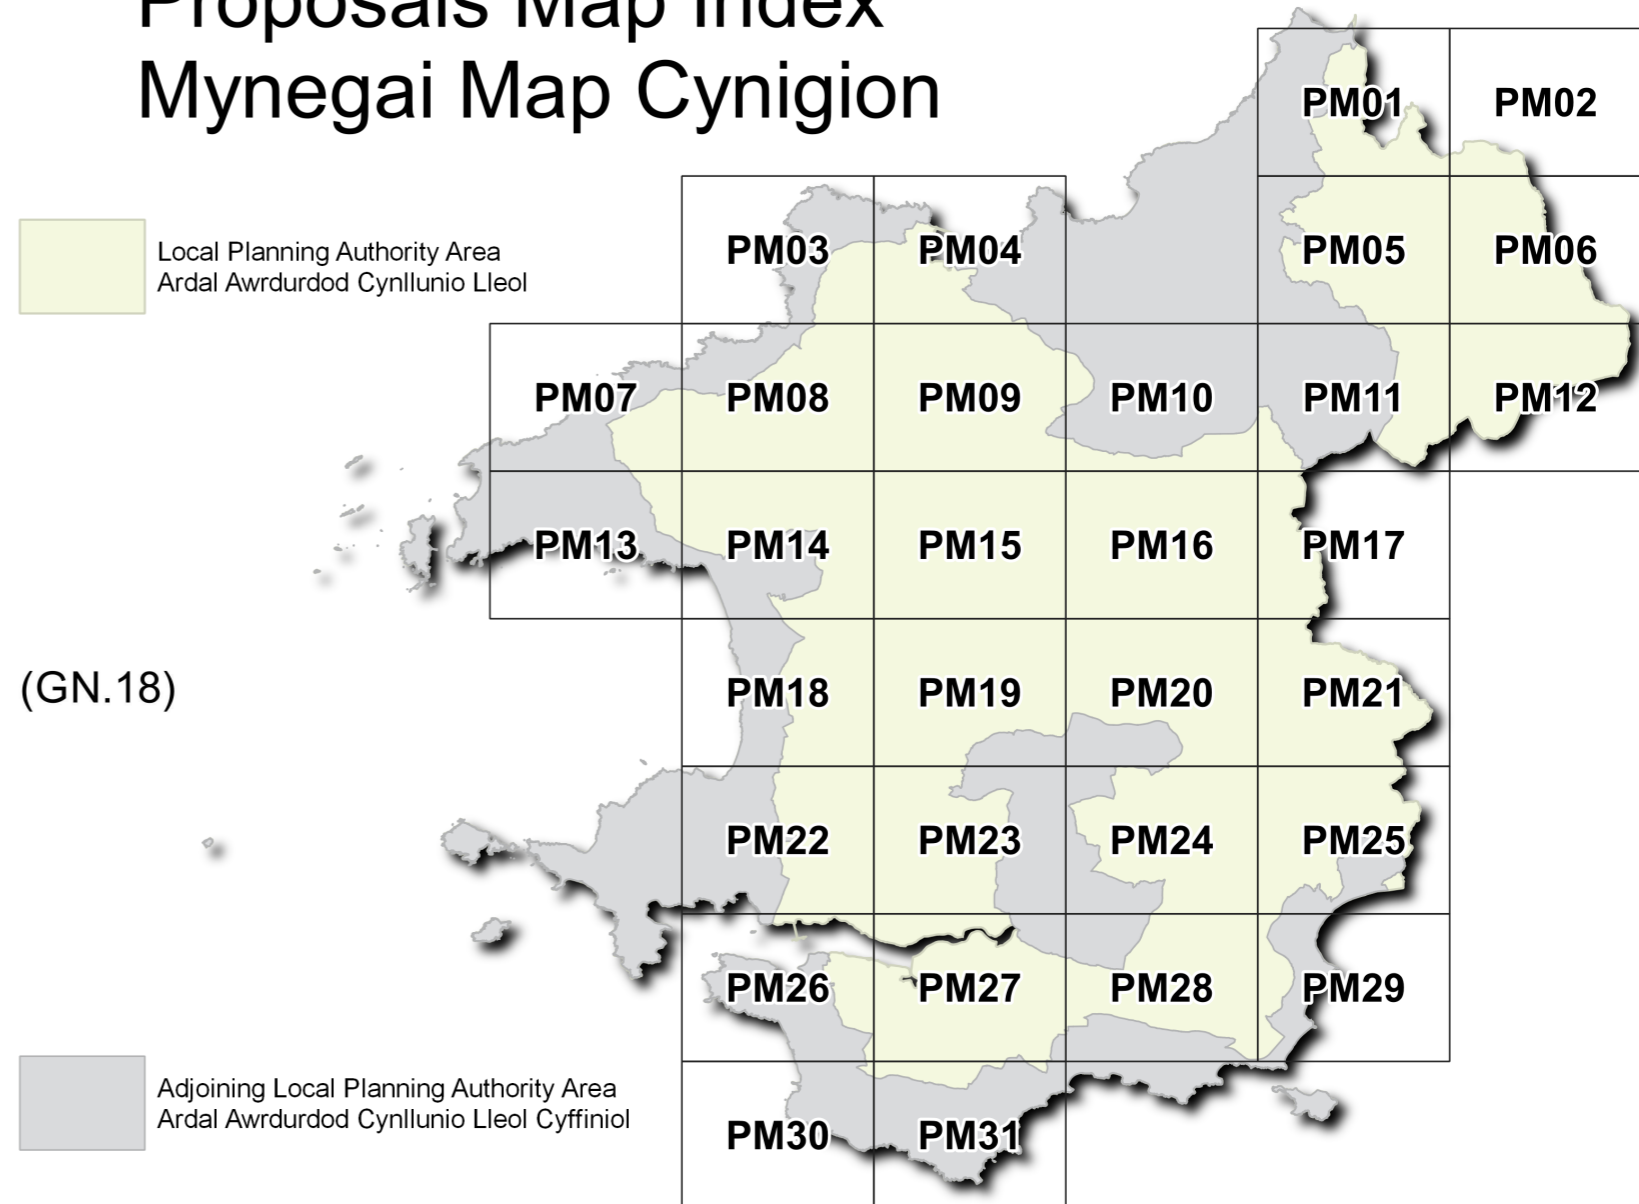 Proposals Map Index
Mynegai Map Cynigion
PM01 PM02
Local Planning Authority Area
Ardal Awrdurdod Cynllunio Lleol
PM03 PM04 PM05 PM06
PM07 PM08 PM09 PM10 PM11 PM12
PM13 PM14 PM15 PM16 PM17
(GN.18)
PM18 PM19 PM20 PM21
PM22 PM23 PM24 PM25
PM26 PM27 PM28 PM29
Adjoining Local Planning Authority Area
Ardal Awrdurdod Cynllunio Lleol Cyffiniol
PM30 PM31